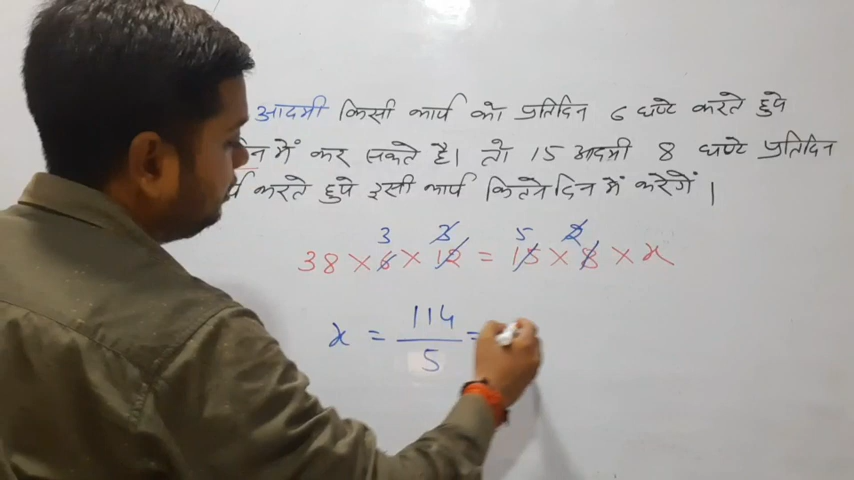 आदमी किसी कार्य को प्रतिदिन 6 घण्टे करते हुये
दिन में कर सकते है। तो 15 आदमी 8 घण्टे प्रतिदिन
करते हुये इसी कार्य कितने दिन में करेगें।
3 3 5 2
38 × 6 × 12 = 15 × 8 × x
x = 114/5 =